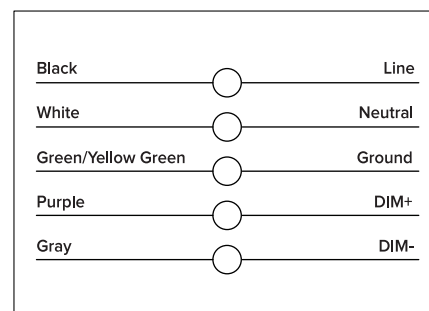 Black Line
White Neutral
Green/Yellow Green Ground
Purple DIM+
Gray DIM-